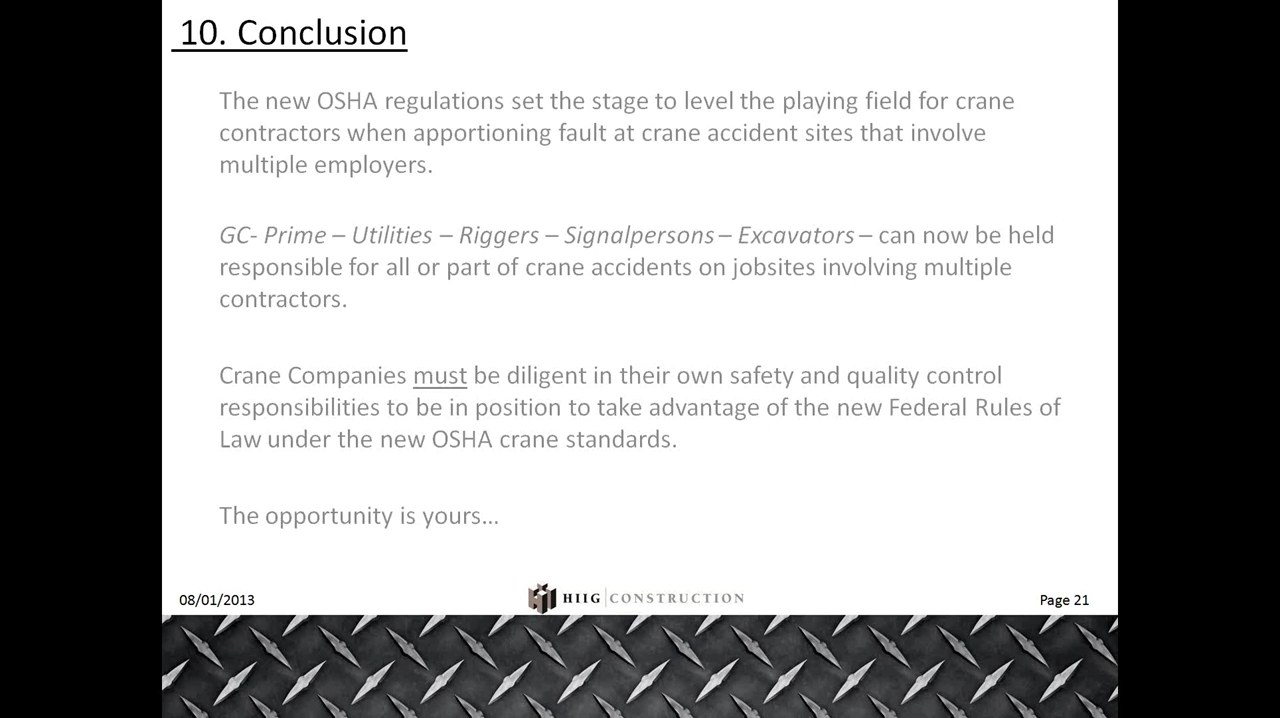 10. Conclusion
The new OSHA regulations set the stage to level the playing field for crane
contractors when apportioning fault at crane accident sites that involve
multiple employers.
GC- Prime – Utilities – Riggers – Signalpersons – Excavators – can now be held
responsible for all or part of crane accidents on jobsites involving multiple
contractors.
Crane Companies must be diligent in their own safety and quality control
responsibilities to be in position to take advantage of the new Federal Rules of
Law under the new OSHA crane standards.
The opportunity is yours…
08/01/2013
HIIG CONSTRUCTION
Page 21